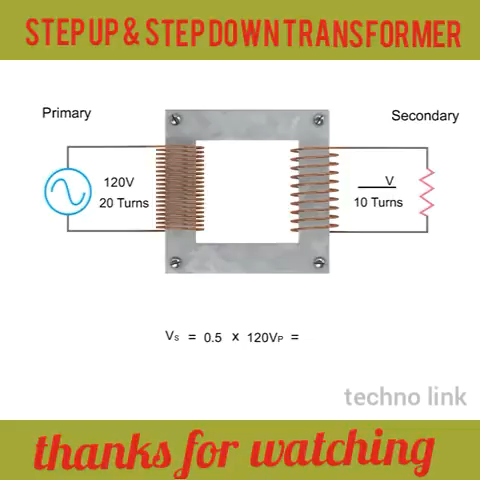 STEP UP & STEP DOWN TRANSFORMER
Primary
Secondary
120V
20 Turns
V
10 Turns
Vs = 0.5 x 120VP =
techno link
thanks for watching